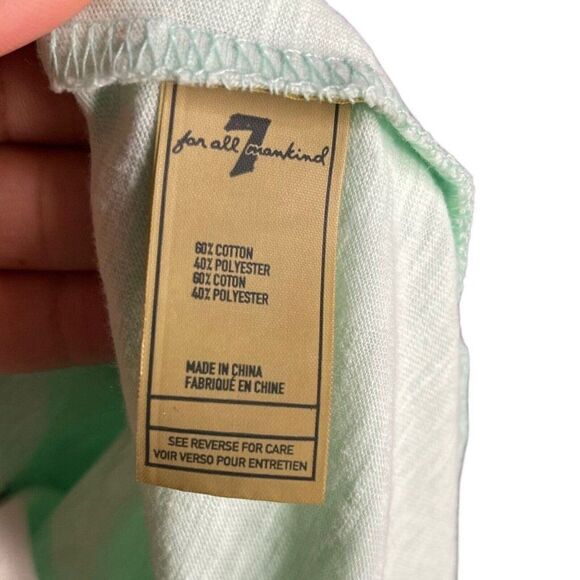 7
for all mankind
60% COTTON
40% POLYESTER
60% COTON
40% POLYESTER
MADE IN CHINA
FABRIQUÉ EN CHINE
SEE REVERSE FOR CARE
VOIR VERSO POUR ENTRETIEN